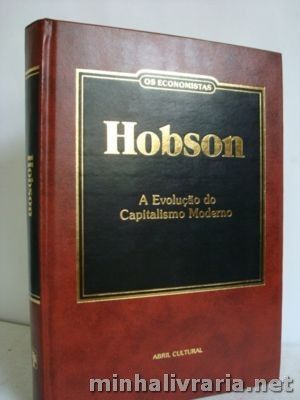 OS ECONOMISTAS
Hobson
A Evolução do
Capitalismo Moderno
ABRIL CULTURAL
Hobson
minhalivraria.net